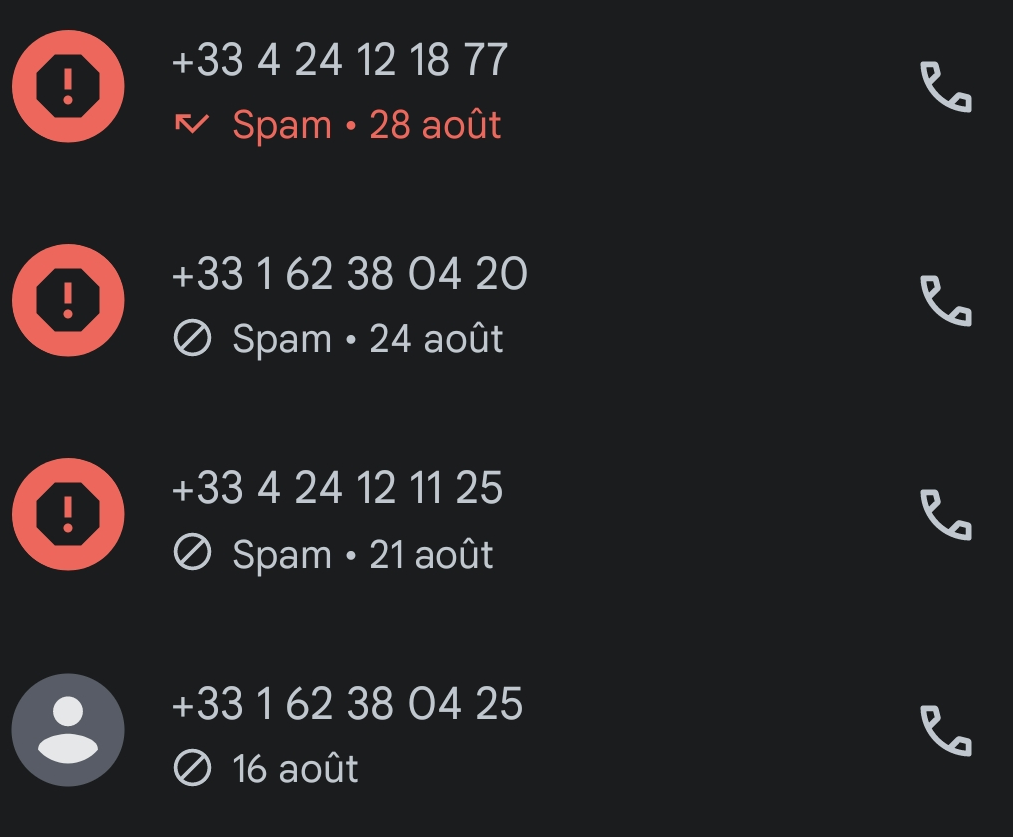 +33 4 24 12 18 77
Spam • 28 août
+33 1 62 38 04 20
Spam • 24 août
+33 4 24 12 11 25
Spam • 21 août
+33 1 62 38 04 25
16 août